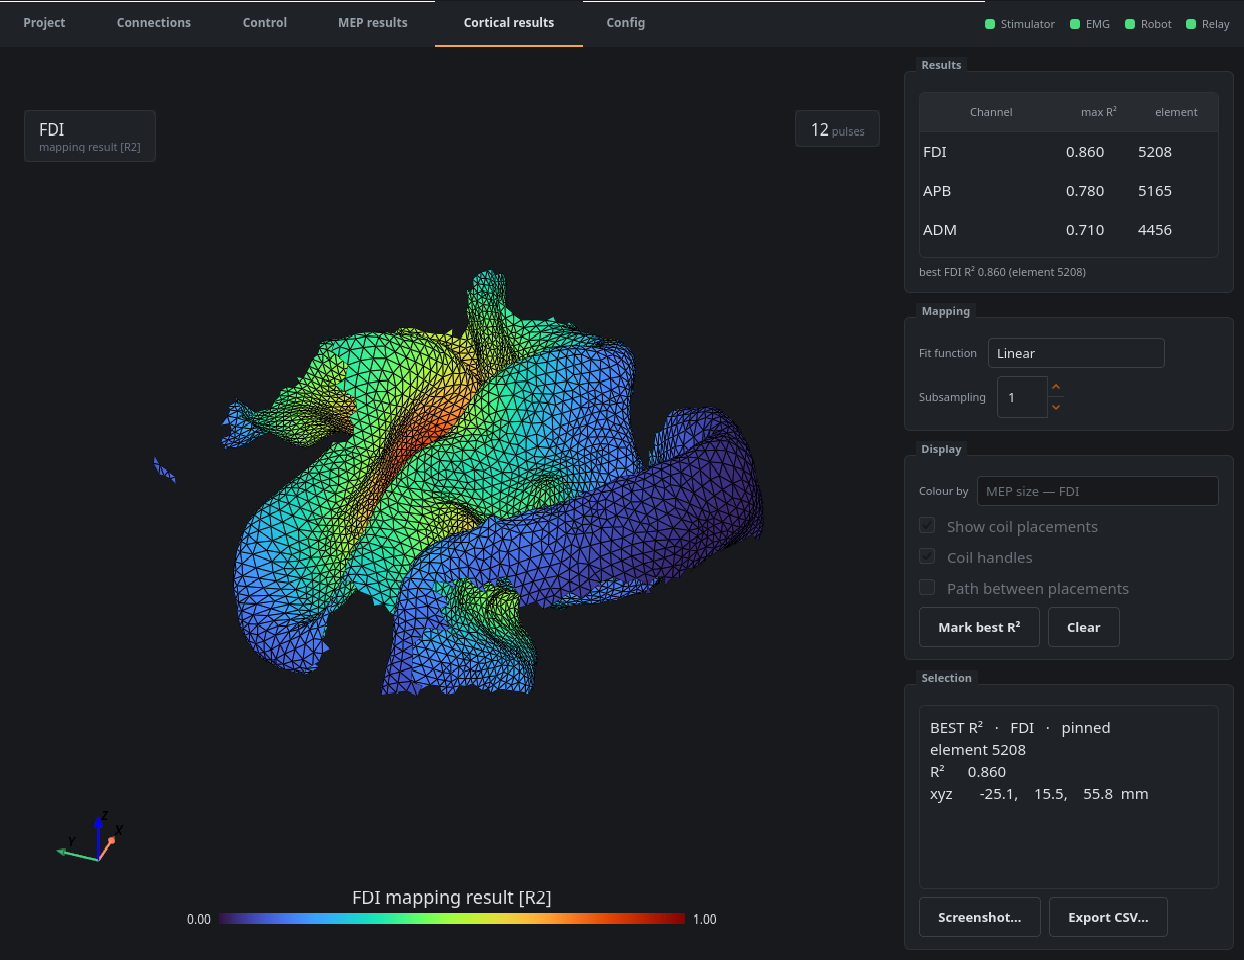 Project Connections Control MEP results Cortical results Config Stimulator EMG Robot Relay
FDI
mapping result [R2]
12 pulses
Results
Channel max R² element
FDI 0.860 5208
APB 0.780 5165
ADM 0.710 4456
best FDI R² 0.860 (element 5208)
Mapping
Fit function Linear
Subsampling 1
Display
Colour by MEP size — FDI
Show coil placements
Coil handles
Path between placements
Mark best R² Clear
Selection
BEST R² · FDI · pinned
element 5208
R² 0.860
xyz -25.1, 15.5, 55.8 mm
Screenshot... Export CSV...
Z
X
Y
FDI mapping result [R2]
0.00 1.00